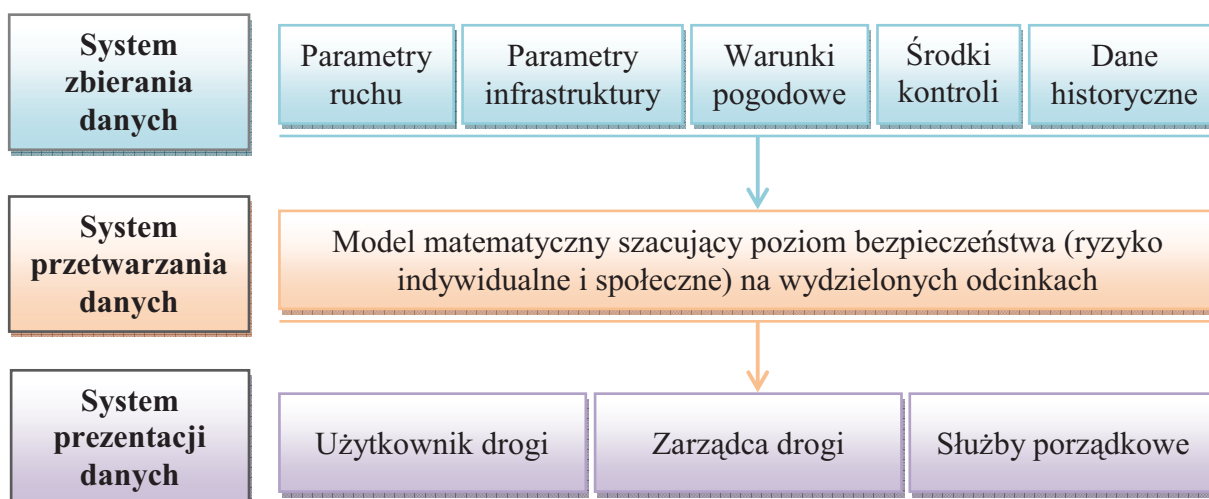 System
zbierania
danych
Parametry
ruchu
Parametry
infrastruktury
Warunki
pogodowe
Środki
kontroli
Dane
historyczne
System
przetwarzania
danych
Model matematyczny szacujący poziom bezpieczeństwa (ryzyko
indywidualne i społeczne) na wydzielonych odcinkach
System
prezentacji
danych
Użytkownik drogi
Zarządca drogi
Służby porządkowe